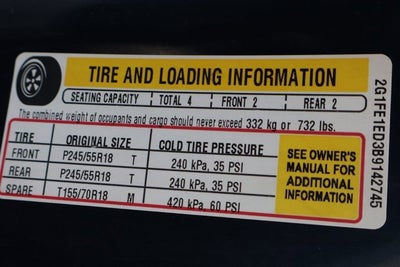 TIRE AND LOADING INFORMATION
SEATING CAPACITY TOTAL 4 FRONT 2 REAR 2
The combined weight of occupants and cargo should never exceed 332 kg or 732 lbs.
TIRE ORIGINAL SIZE COLD TIRE PRESSURE
FRONT P245/55R18 T 240 kPa, 35 PSI
REAR P245/55R18 T 240 kPa, 35 PSI
SPARE T155/70R18 M 420 kPa, 60 PSI
SEE OWNER'S
MANUAL FOR
ADDITIONAL
INFORMATION
2G1FE1ED3B9142745